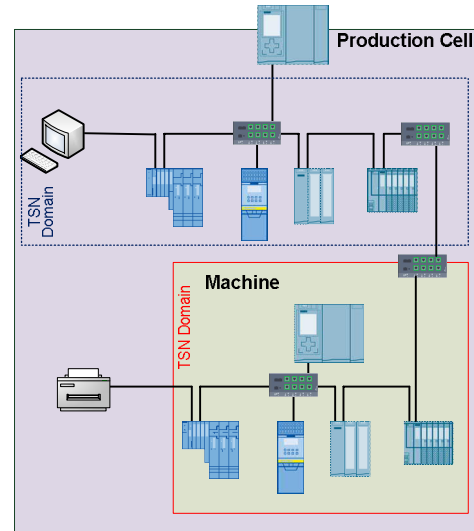 Production Cell
TSN
Domain
Machine
TSN Domain